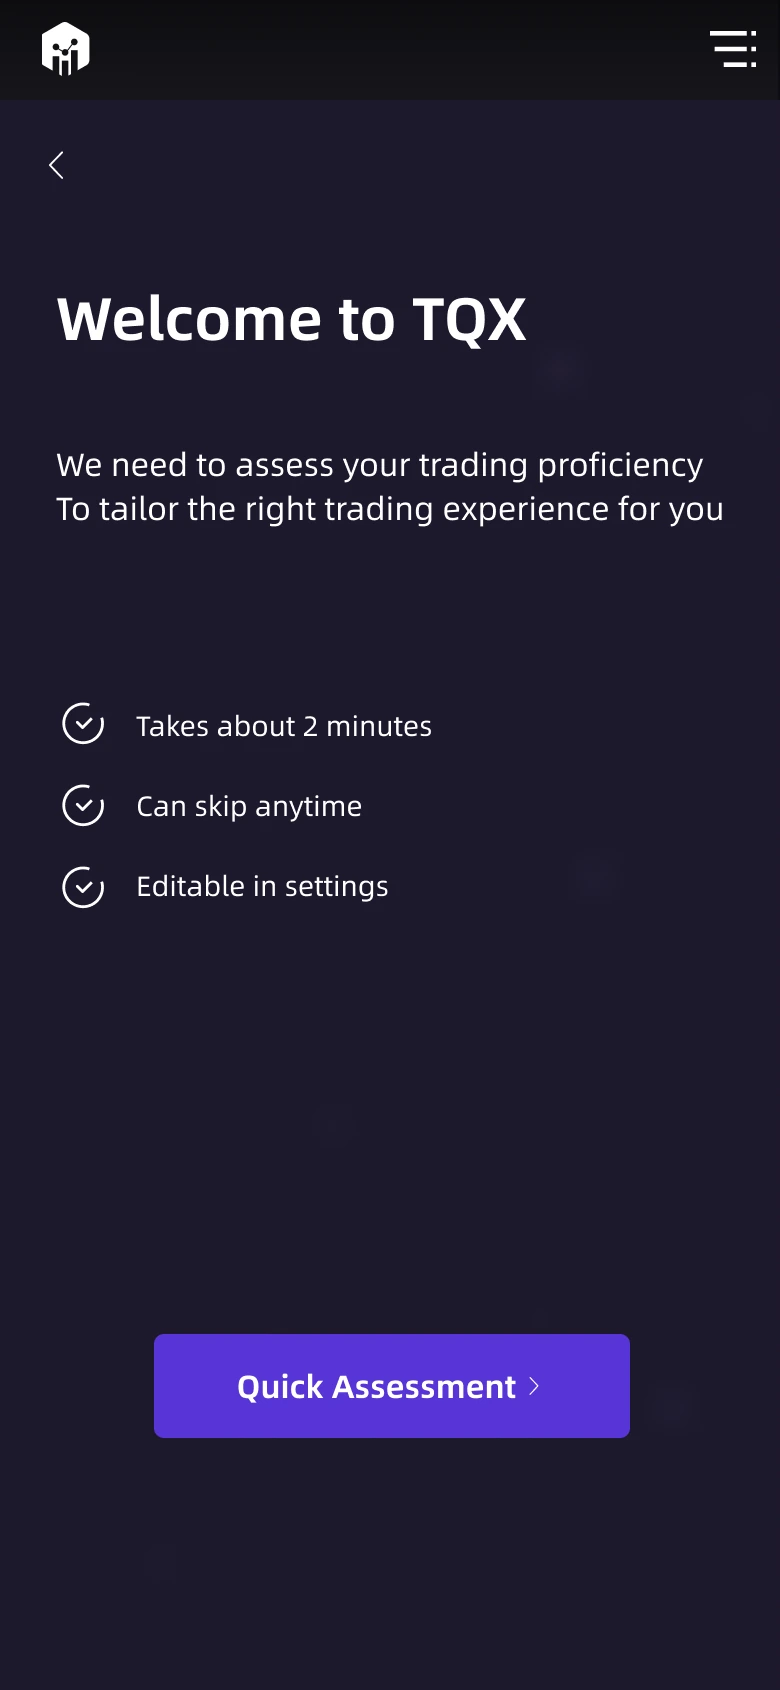 Welcome to TQX
We need to assess your trading proficiency
To tailor the right trading experience for you
Takes about 2 minutes
Can skip anytime
Editable in settings
Quick Assessment